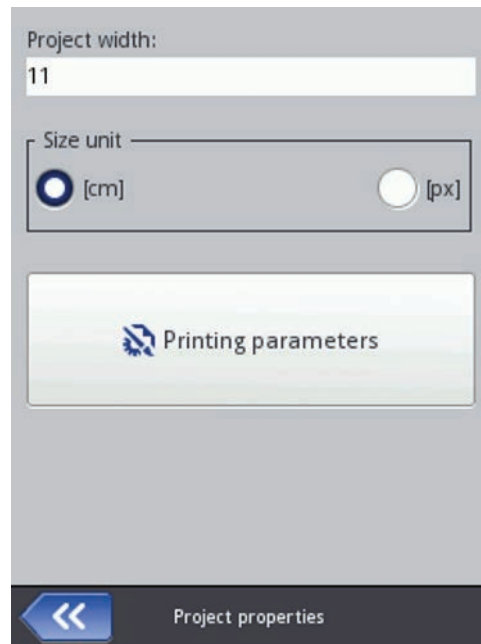 Project width:
11
Size unit
[cm]
[px]
Printing parameters
Project properties